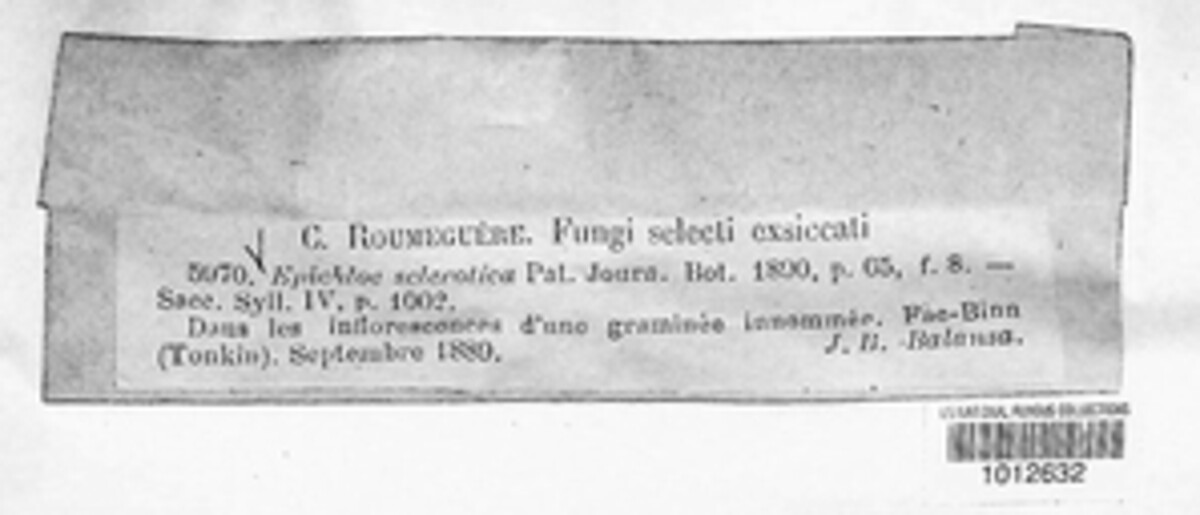 C. ROUMEGUÈRE. Fungi selecti exsiccati
5970. Epichloe sclerotica Pat. Journ. Bot. 1890, p. 65, f. 8. —
Sacc. Syll. IV, p. 1002.
Dans les inflorescences d'une graminée innommée. -Binn
(Tonkin). Septembre 1889.
J. B. Balansa.
US NATIONAL FUNGUS COLLECTIONS
1012632